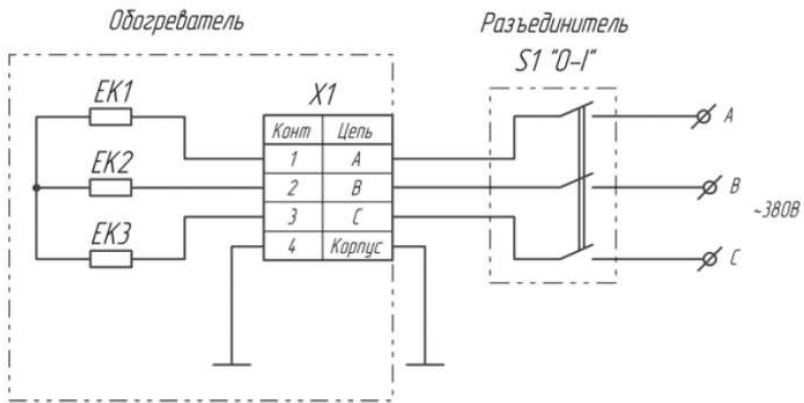 Обогреватель
Разъединитель
S1 "0-I"
EK1
EK2
EK3
X1
Конт Цепь
1 A
2 B
3 C
4 Корпус
A
B
C
~380В